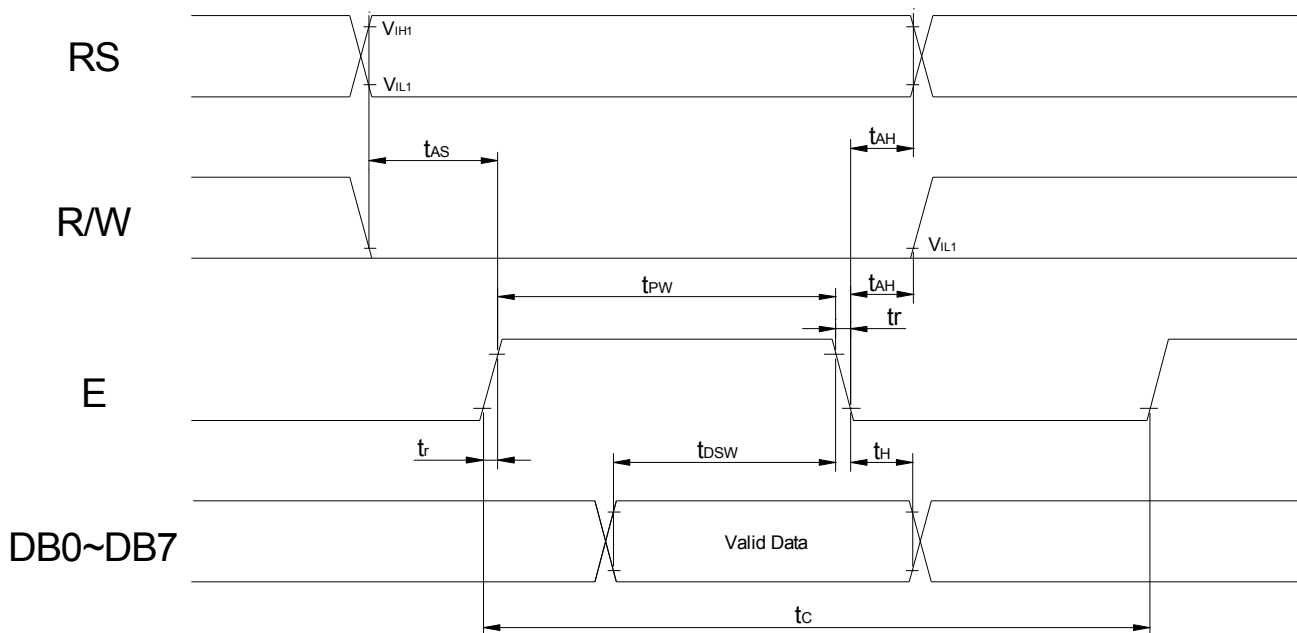 RS
VIH1
VIL1
tAS
tAH
R/W
VIL1
tPW
tAH
tr
E
tr
tDSW
tH
DB0~DB7
Valid Data
tC